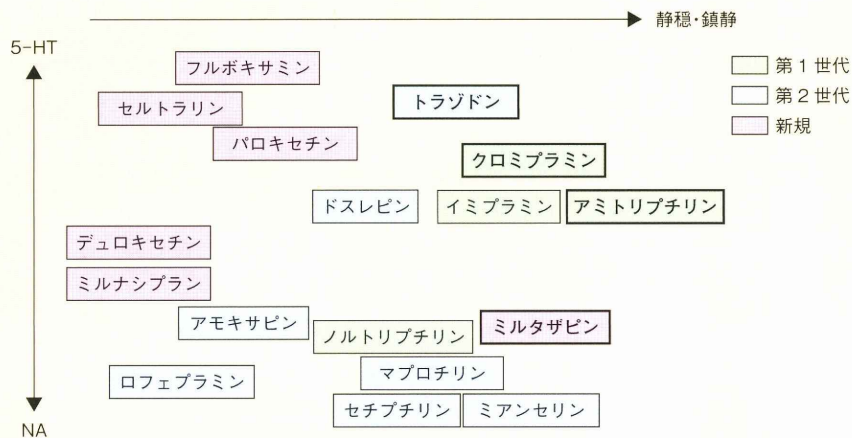 静穏・鎮静
5-HT
フルボキサミン
第1世代
セルトラリン
トラゾドン
第2世代
パロキセチン
新規
クロミプラミン
ドスレピン
イミプラミン
アミトリプチリン
デュロキセチン
ミルナシプラン
アモキサピン
ノルトリプチリン
ミルタザピン
ロフェプラミン
マプロチリン
セチプチリン
ミアンセリン
NA